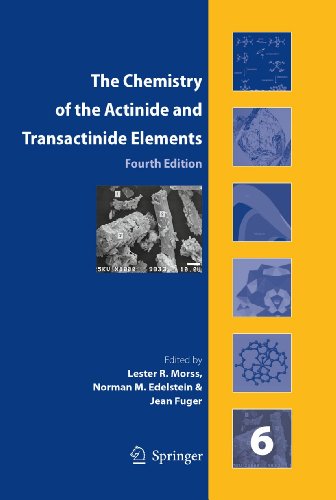 The Chemistry
of the Actinide and
Transactinide Elements
Fourth Edition
Edited by
Lester R. Morss,
Norman M. Edelstein &
Jean Fuger
Springer
6